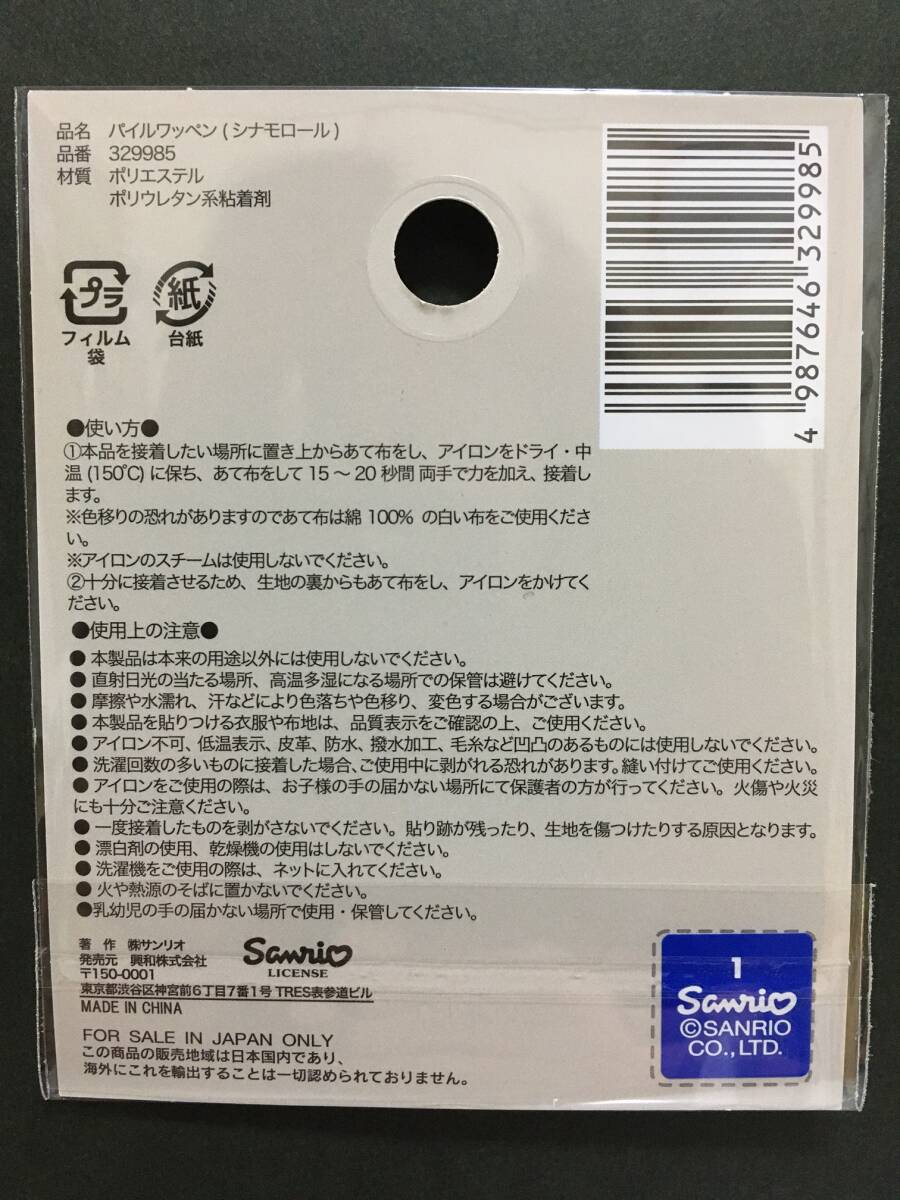 品名 パイルワッペン(シナモロール)
品番 329985
材質 ポリエステル
ポリウレタン系粘着剤
4 987646 329985
プラ
フィルム
袋
紙
台紙
●使い方●
①本品を接着したい場所に置き上からあて布をし、アイロンをドライ・中
温(150℃)に保ち、あて布をして15～20秒間 両手で力を加え、接着し
ます。
※色移りの恐れがありますのであて布は綿100% の白い布をご使用くださ
い。
※アイロンのスチームは使用しないでください。
②十分に接着させるため、生地の裏からもあて布をし、アイロンをかけてく
ださい。
●使用上の注意●
● 本製品は本来の用途以外には使用しないでください。
● 直射日光の当たる場所、高温多湿になる場所での保管は避けてください。
● 摩擦や水濡れ、汗などにより色落ちや色移り、変色する場合がございます。
● 本製品を貼りつける衣服や布地は、品質表示をご確認の上、ご使用ください。
● アイロン不可、低温表示、皮革、防水、撥水加工、毛糸など凹凸のあるものには使用しないでください。
● 洗濯回数の多いものに接着した場合、ご使用中に剥がれる恐れがあります。縫い付けてご使用ください。
● アイロンをご使用の際は、お子様の手の届かない場所にて保護者の方が行ってください。火傷や火災
にも十分ご注意ください。
● 一度接着したものを剥がさないでください。貼り跡が残ったり、生地を傷つけたりする原因となります。
● 漂白剤の使用、乾燥機の使用はしないでください。
● 洗濯機をご使用の際は、ネットに入れてください。
● 火や熱源のそばに置かないでください。
●乳幼児の手の届かない場所で使用・保管してください。
著 作 ㈱サンリオ
発売元 興和株式会社
〒150-0001
東京都渋谷区神宮前6丁目7番1号 TRES表参道ビル
MADE IN CHINA
Sanrio
LICENSE
FOR SALE IN JAPAN ONLY
この商品の販売地域は日本国内であり、
海外にこれを輸出することは一切認められておりません。
1
Sanrio
©SANRIO
CO.,LTD.